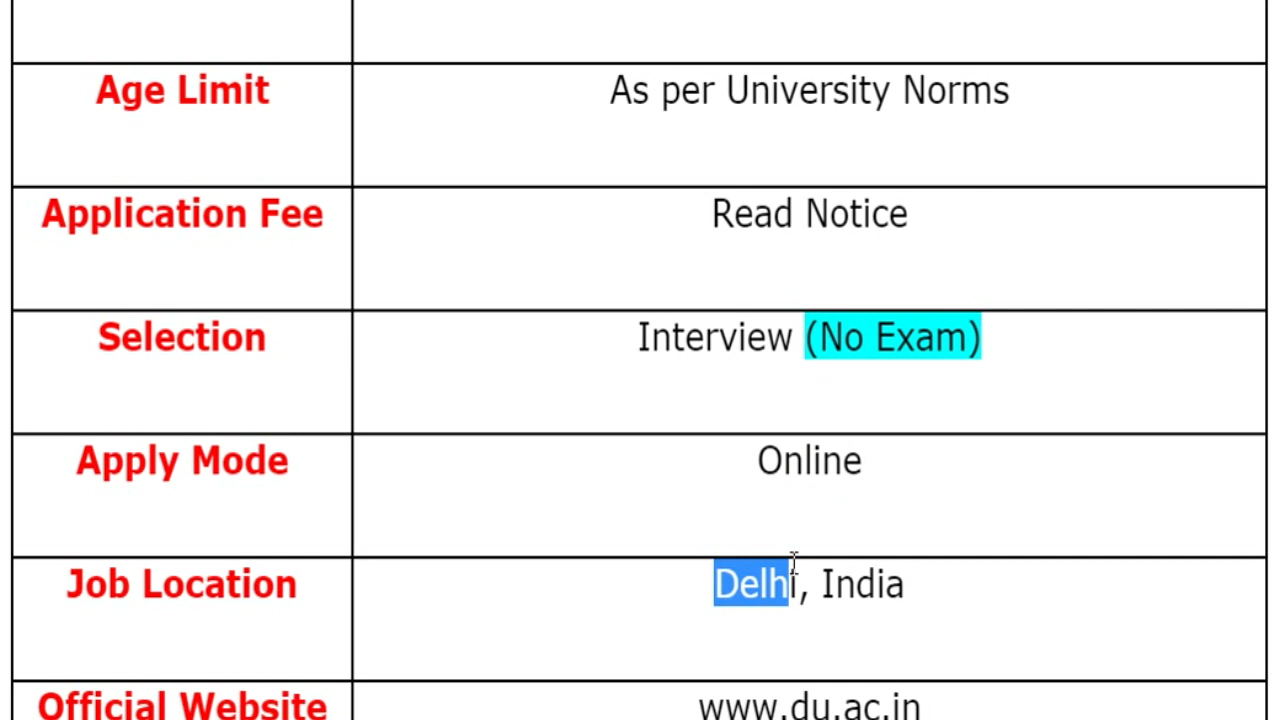 Age Limit As per University Norms
Application Fee Read Notice
Selection Interview (No Exam)
Apply Mode Online
Job Location Delhi, India
Official Website www.du.ac.in